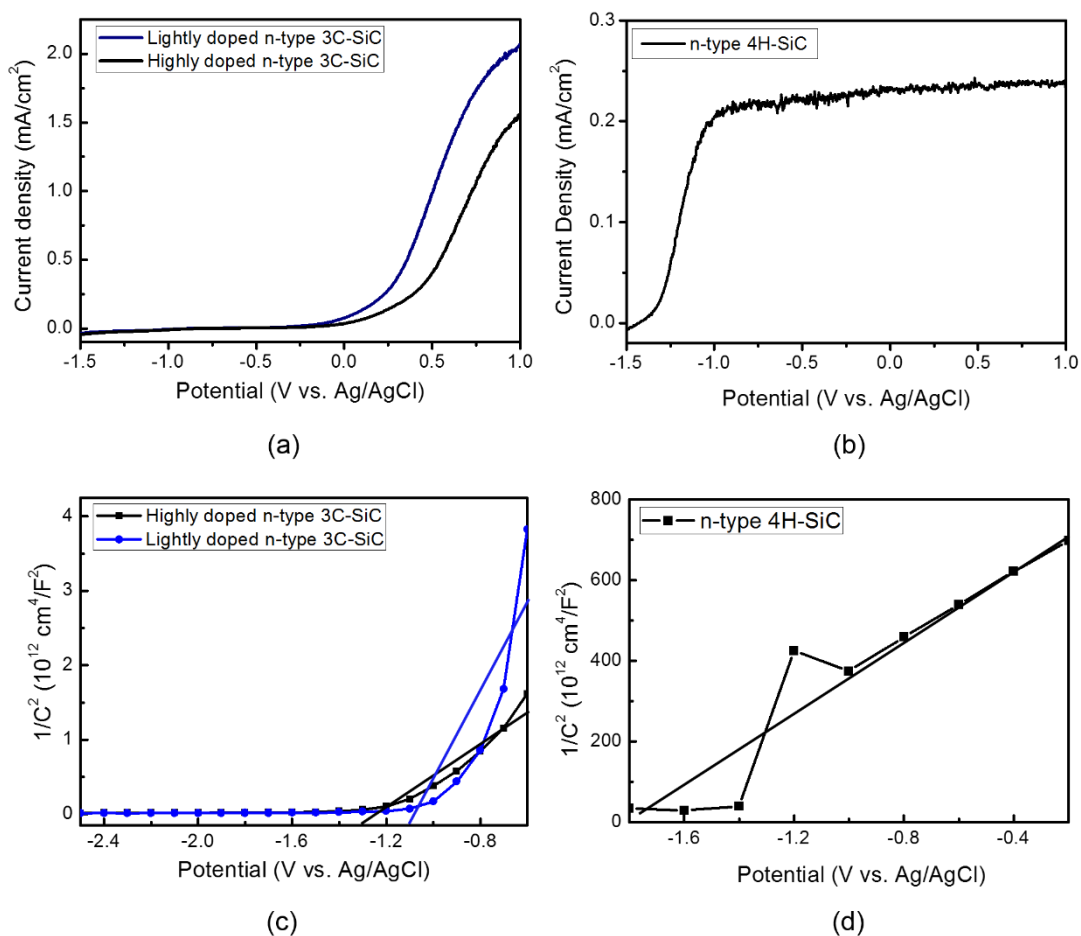 Lightly doped n-type 3C-SiC
Highly doped n-type 3C-SiC
2.0
1.5
1.0
0.5
0.0
Current density (mA/cm²)
-1.5
-1.0
-0.5
0.0
0.5
1.0
Potential (V vs. Ag/AgCl)
(a)
n-type 4H-SiC
0.3
0.2
0.1
0.0
Current Density (mA/cm²)
-1.5
-1.0
-0.5
0.0
0.5
1.0
Potential (V vs. Ag/AgCl)
(b)
Highly doped n-type 3C-SiC
Lightly doped n-type 3C-SiC
4
3
2
1
0
1/C² (10¹² cm⁴/F²)
-2.4
-2.0
-1.6
-1.2
-0.8
Potential (V vs. Ag/AgCl)
(c)
n-type 4H-SiC
800
600
400
200
0
1/C² (10¹² cm⁴/F²)
-1.6
-1.2
-0.8
-0.4
Potential (V vs. Ag/AgCl)
(d)